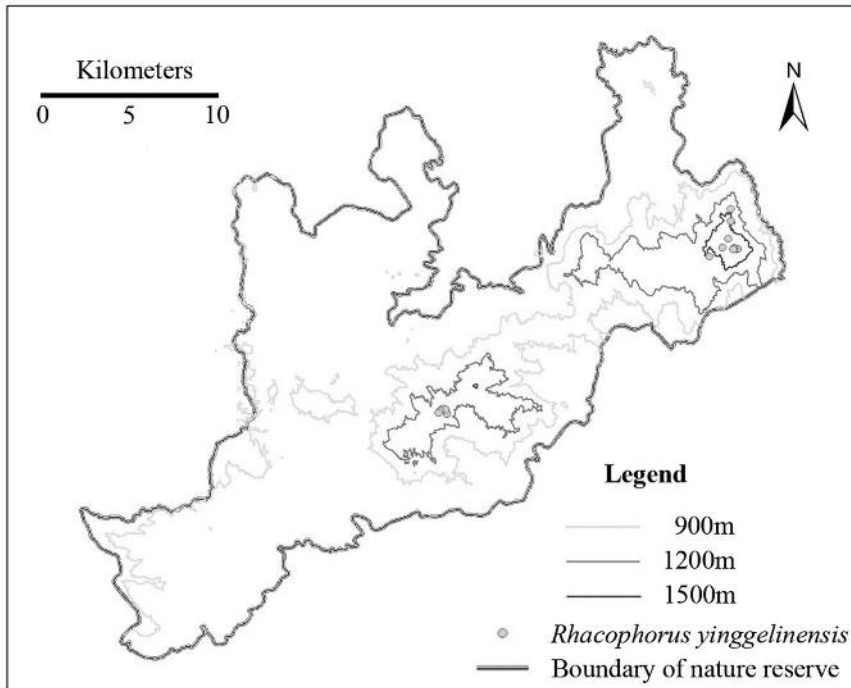 Kilometers
0 5 10
N
Legend
900m
1200m
1500m
Rhacophorus yinggelinensis
Boundary of nature reserve